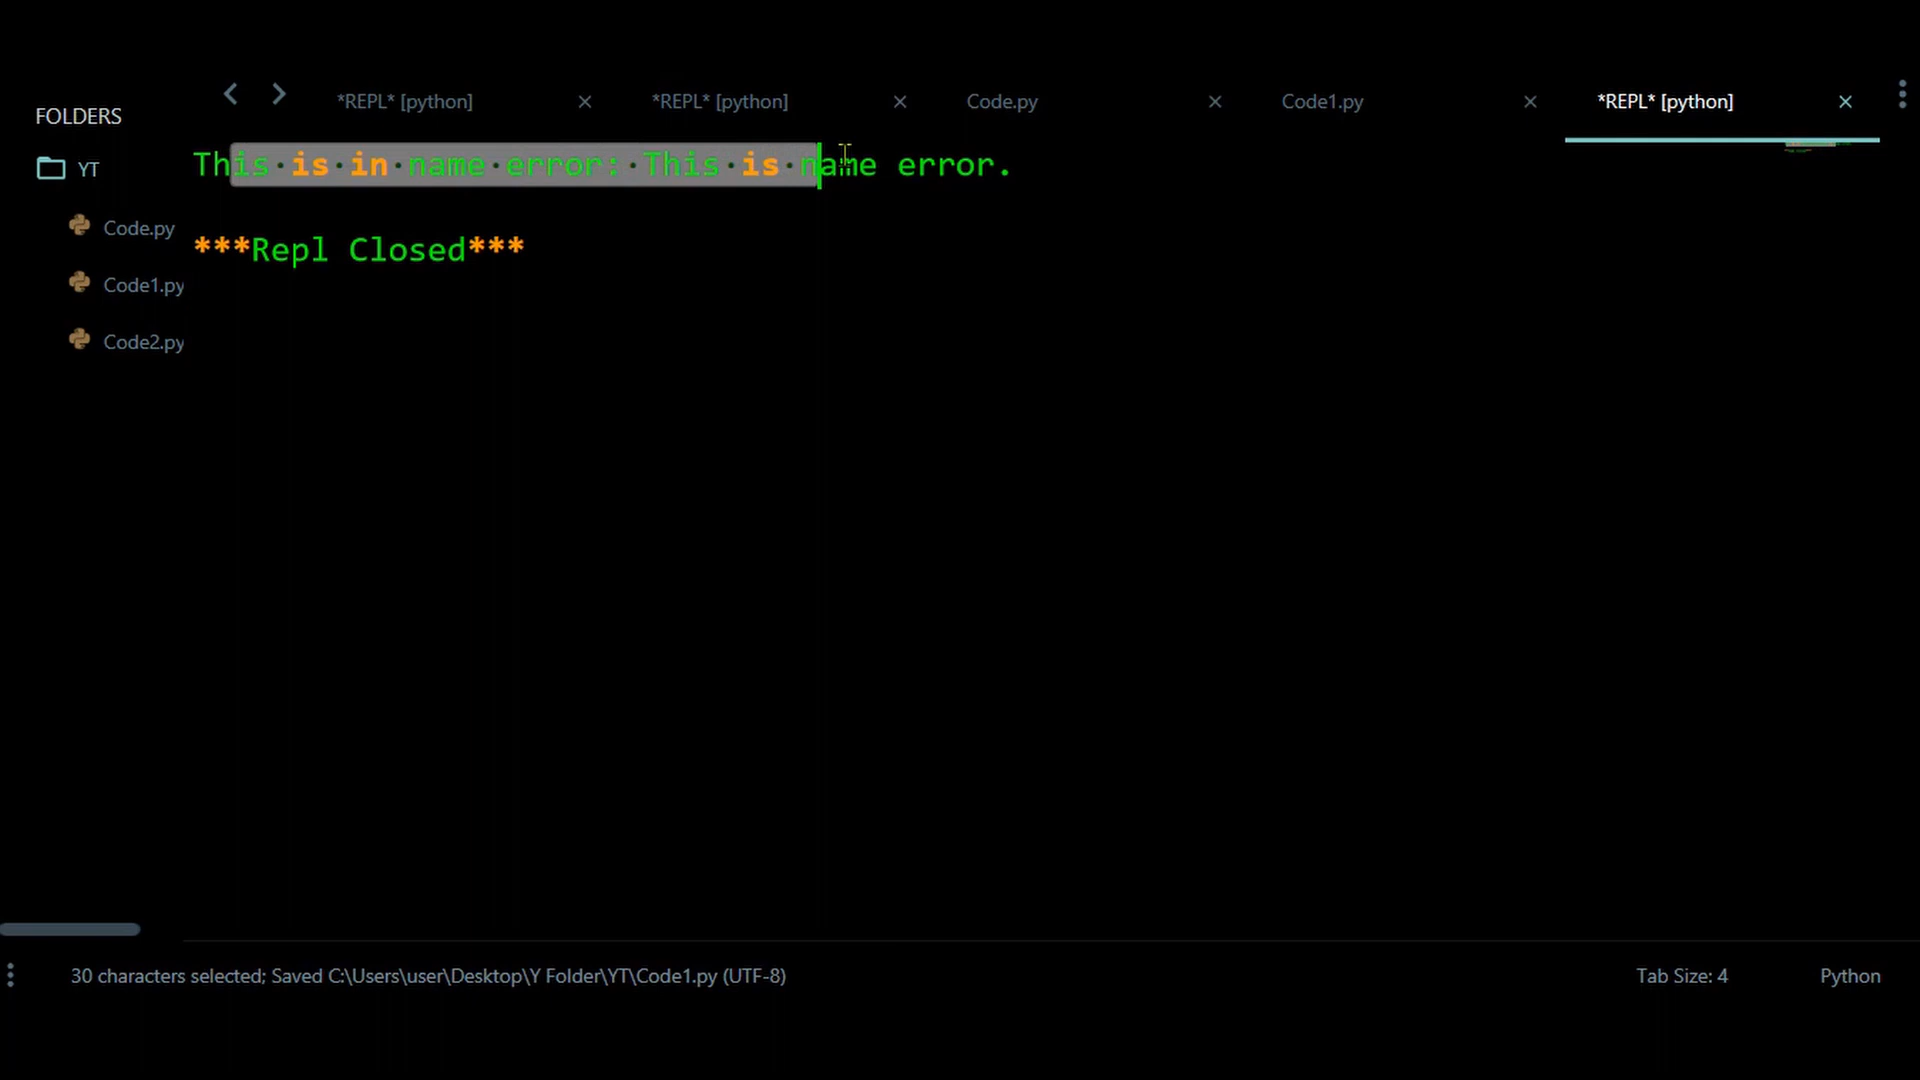 *REPL* [python]
*REPL* [python]
Code.py
Code1.py
*REPL* [python]
FOLDERS
YT
Code.py
Code1.py
Code2.py
This is in name error: This is name error.
***Repl Closed***
30 characters selected; Saved C:\Users\user\Desktop\Y Folder\YT\Code1.py (UTF-8)
Tab Size: 4
Python